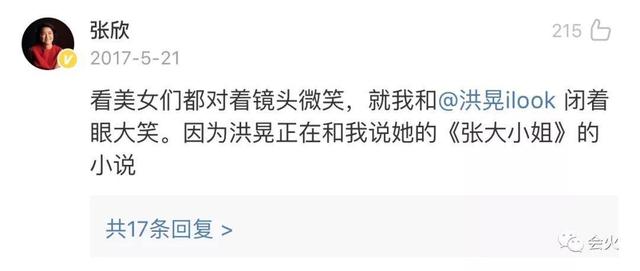 张欣
215
2017-5-21
看美女们都对着镜头微笑，就我和@洪晃ilook 闭着
眼大笑。因为洪晃正在和我说她的《张大小姐》的
小说
共17条回复 >
会火